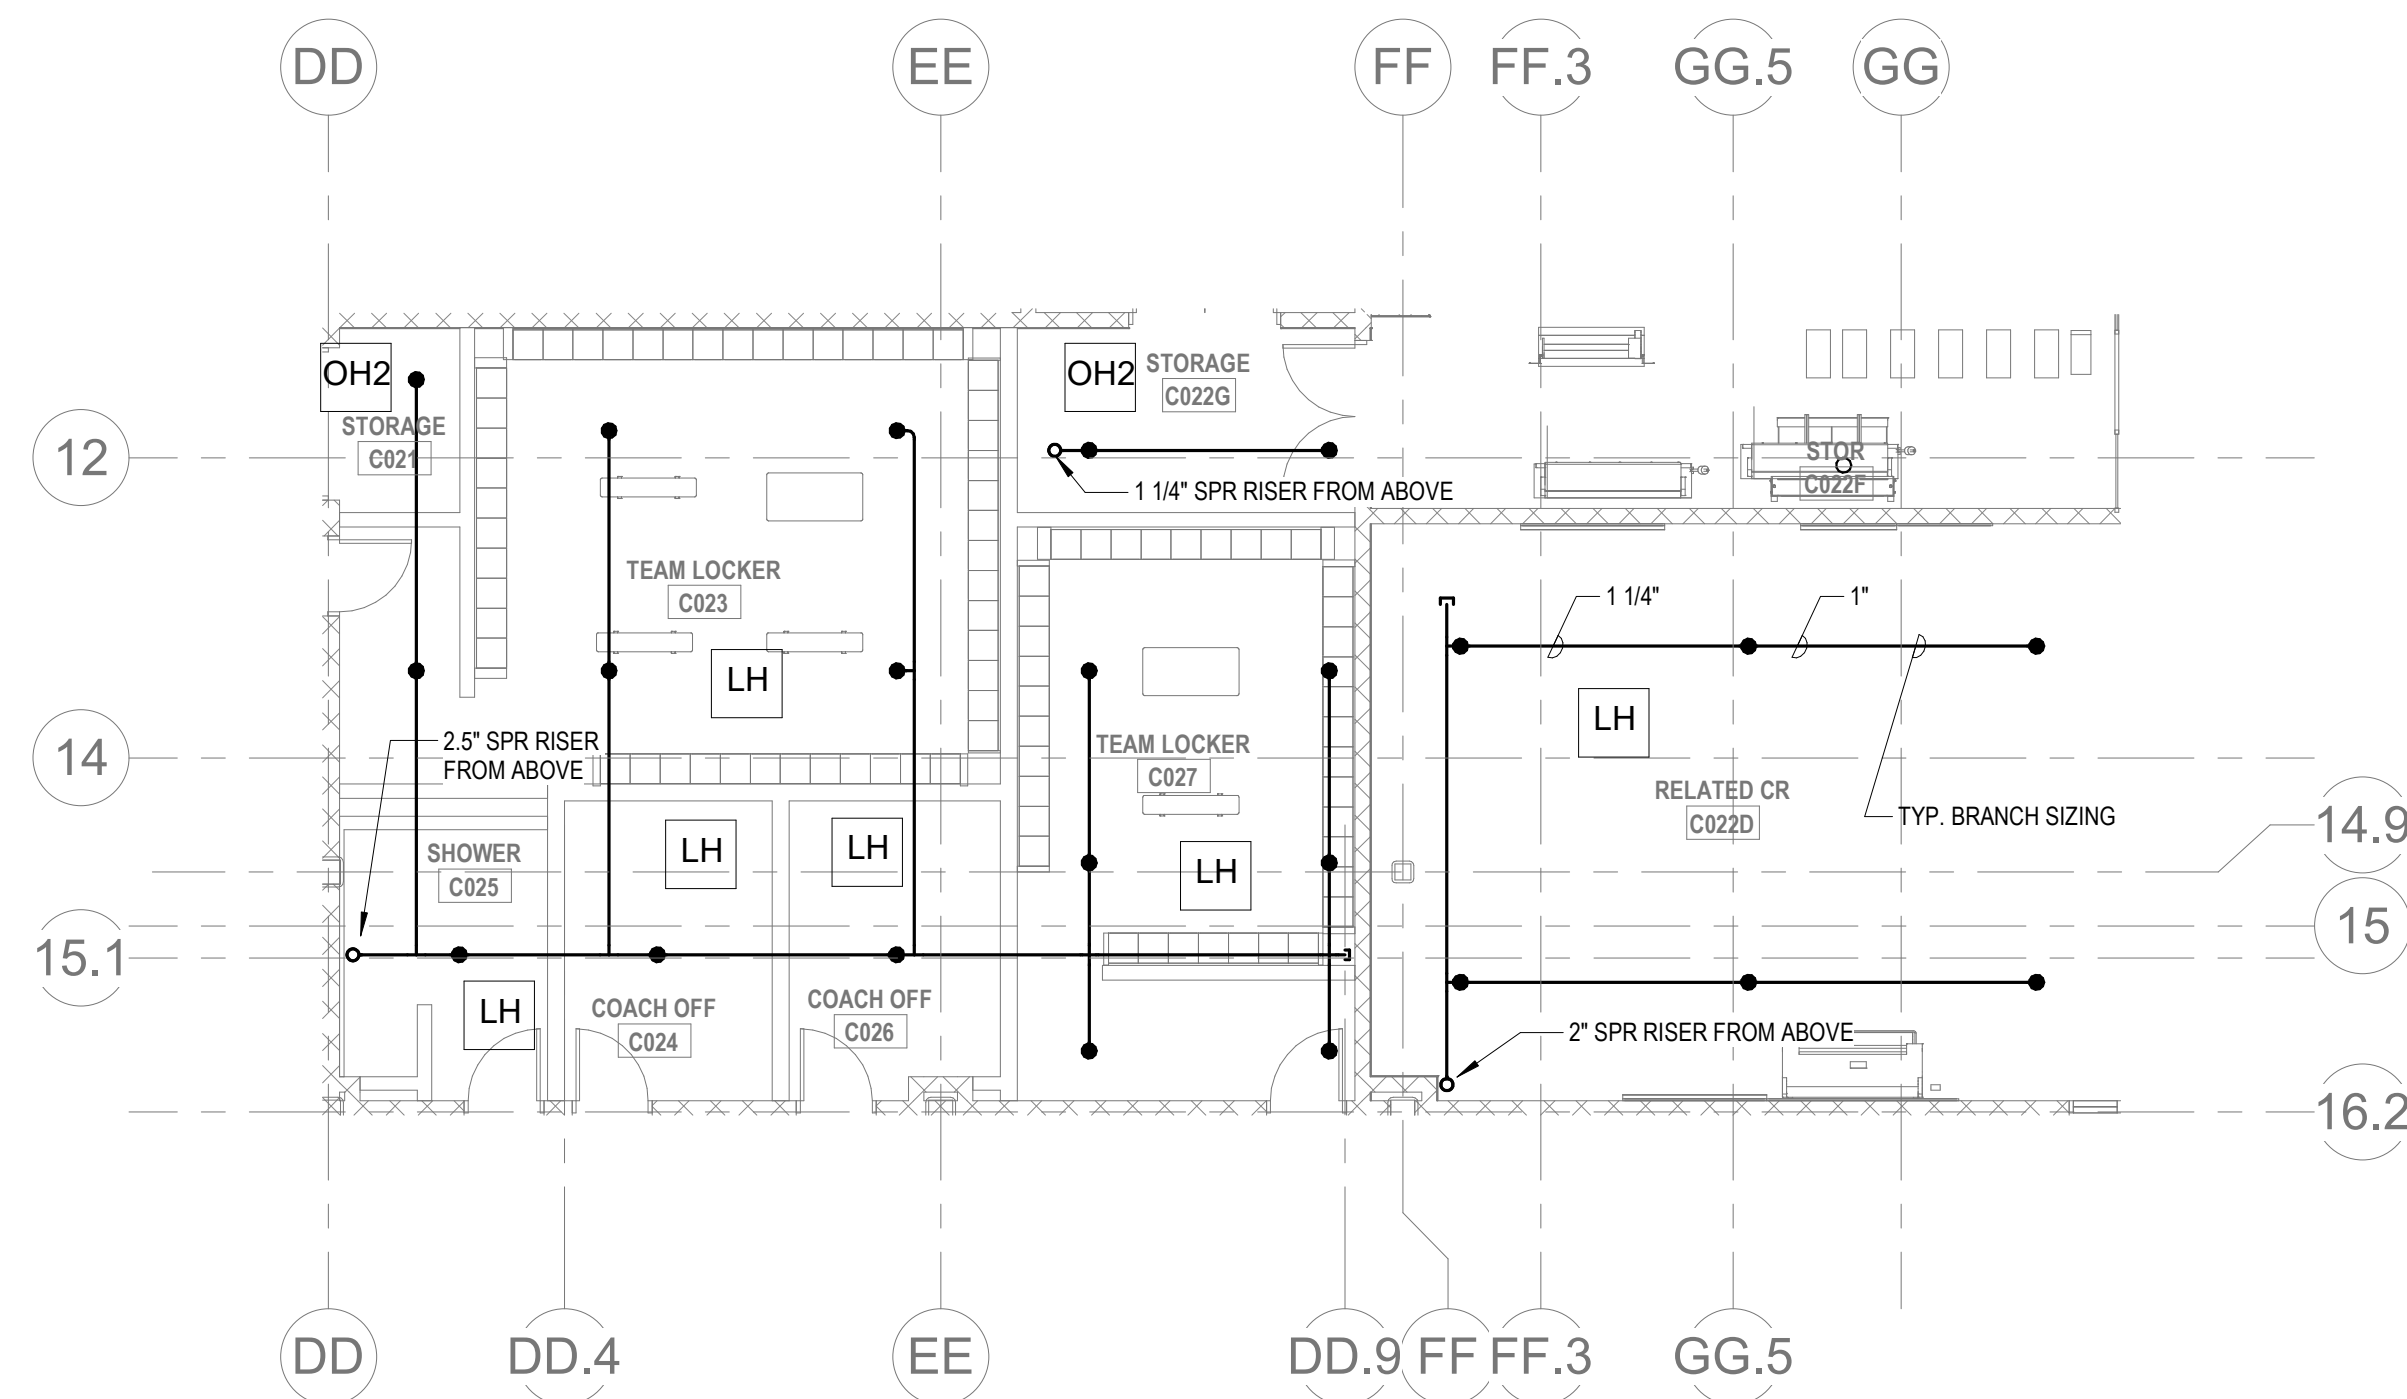 DD
EE
FF
FF.3
GG.5
GG
OH2
STORAGE
C021
OH2
STORAGE
C022G
12
STOR
C022F
1 1/4" SPR RISER FROM ABOVE
TEAM LOCKER
C023
1 1/4"
1"
LH
LH
14
2.5" SPR RISER
FROM ABOVE
TEAM LOCKER
C027
RELATED CR
C022D
TYP. BRANCH SIZING
14.9
SHOWER
C025
LH
LH
LH
15
15.1
LH
COACH OFF
C024
COACH OFF
C026
2" SPR RISER FROM ABOVE
16.2
DD
DD.4
EE
DD.9
FF
FF.3
GG.5